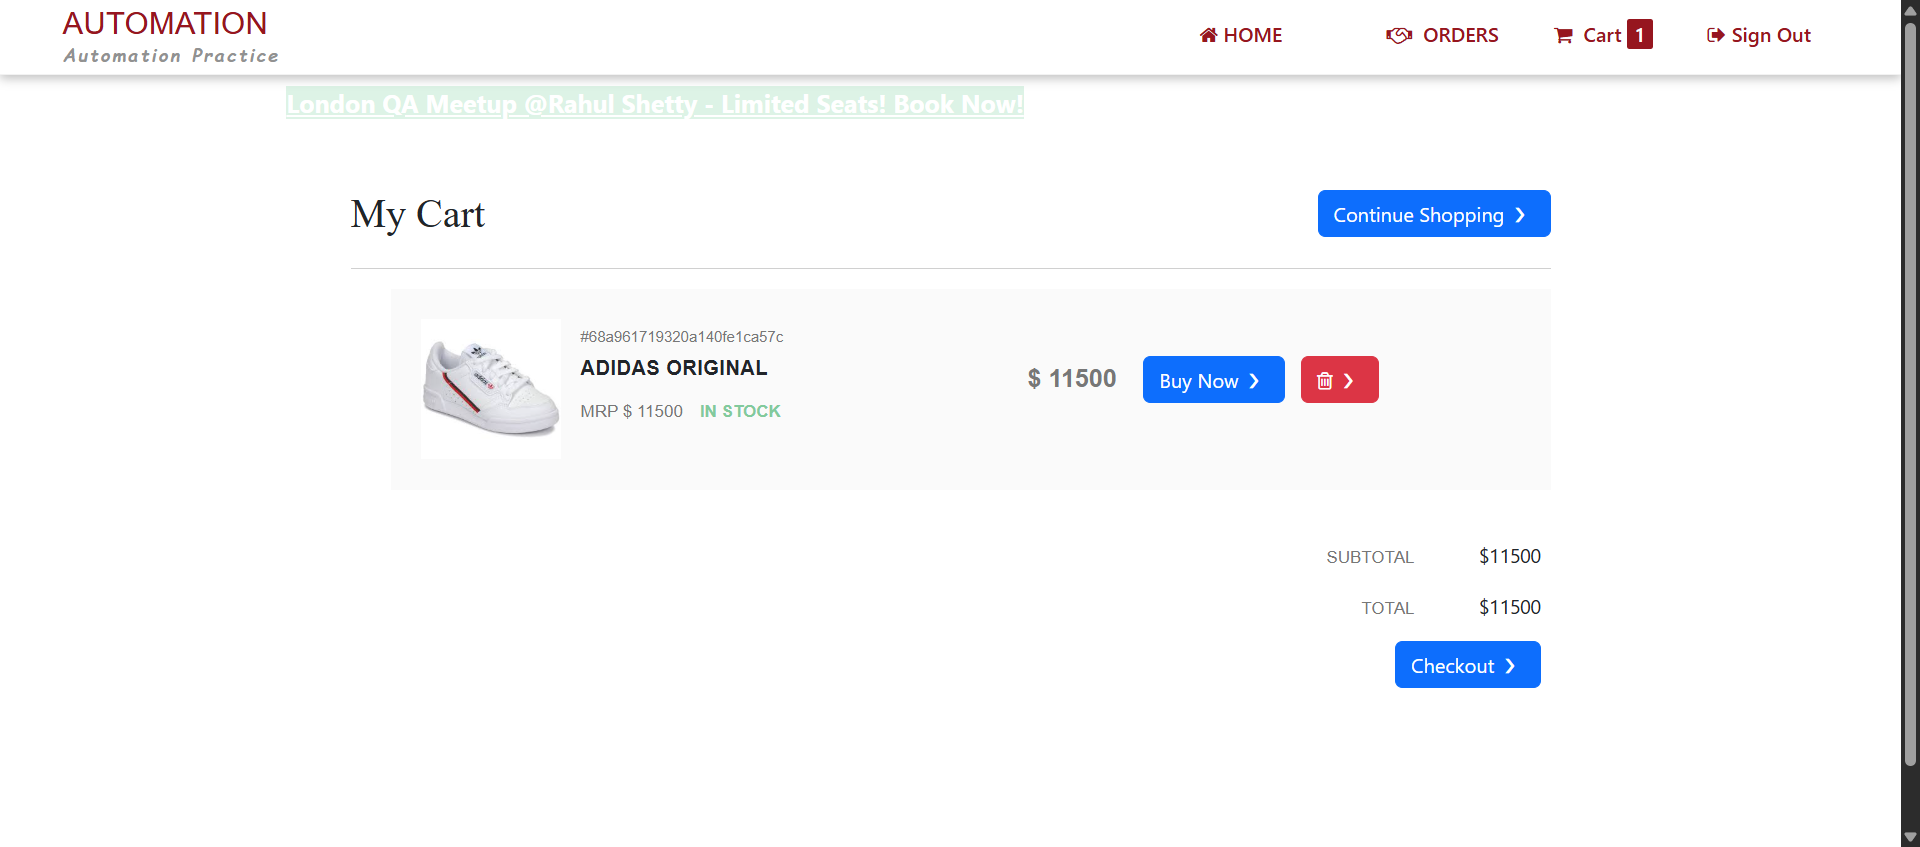 AUTOMATION
Automation Practice
HOME
ORDERS
Cart 1
Sign Out
London QA Meetup @Rahul Shetty - Limited Seats! Book Now!
My Cart
Continue Shopping ❯
#68a961719320a140fe1ca57c
ADIDAS ORIGINAL
MRP $ 11500 IN STOCK
$ 11500
Buy Now ❯
❯
SUBTOTAL $11500
TOTAL $11500
Checkout ❯